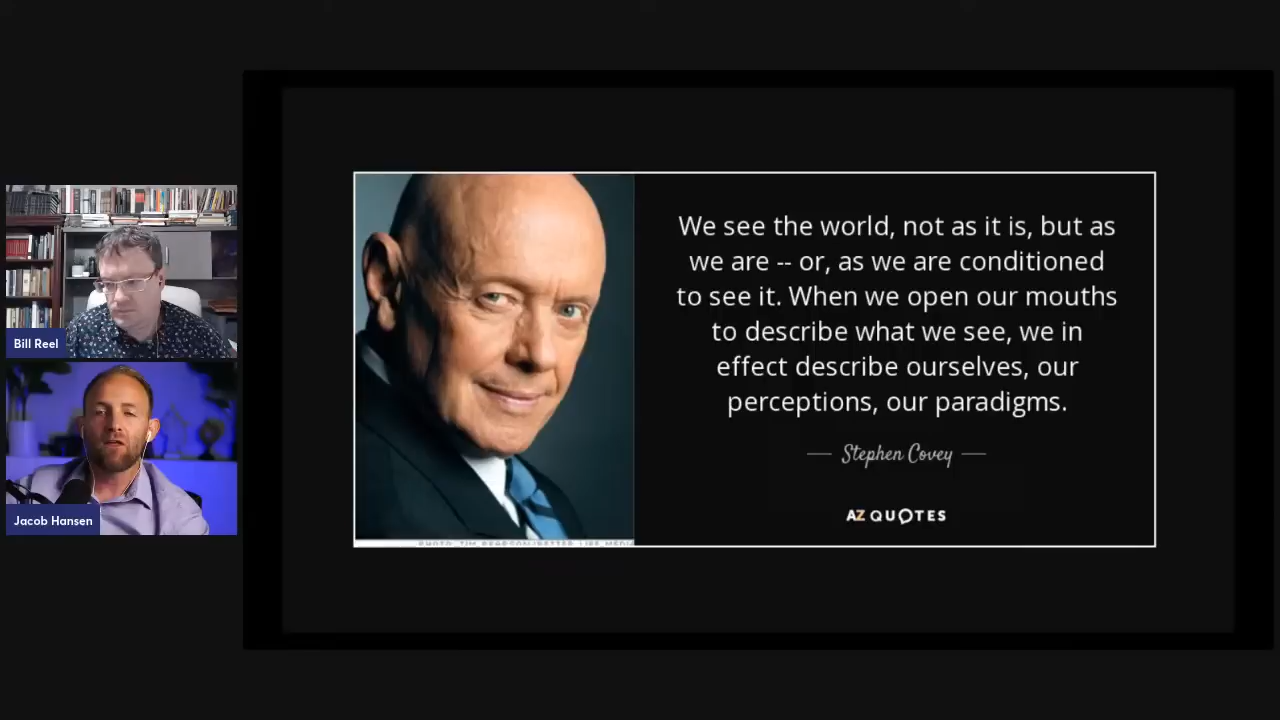 Bill Reel
Jacob Hansen
We see the world, not as it is, but as
we are -- or, as we are conditioned
to see it. When we open our mouths
to describe what we see, we in
effect describe ourselves, our
perceptions, our paradigms.
Stephen Covey
AZ QUOTES